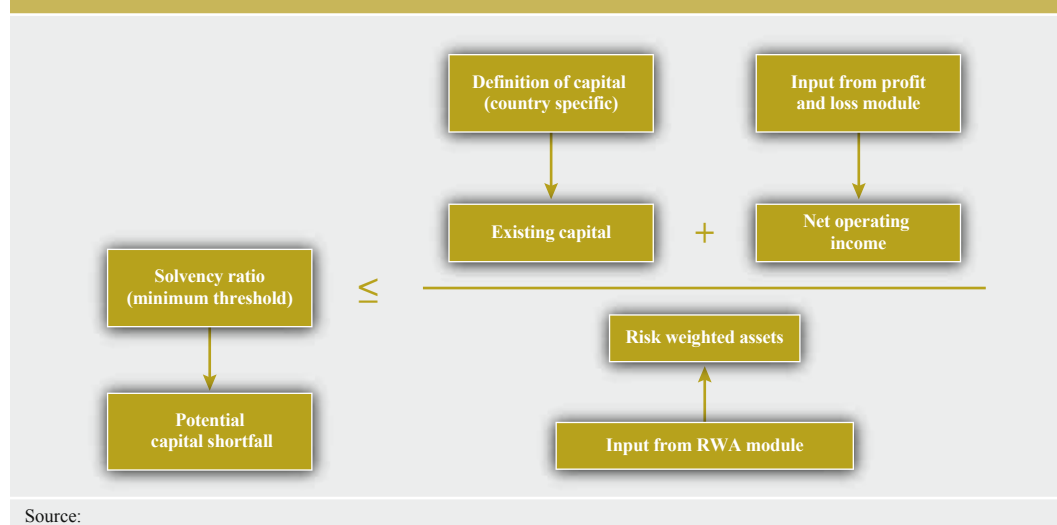 Definition of capital
(country specific)
Input from profit
and loss module
Existing capital
+
Net operating
income
Solvency ratio
(minimum threshold)
≤
Risk weighted assets
Potential
capital shortfall
Input from RWA module
Source: